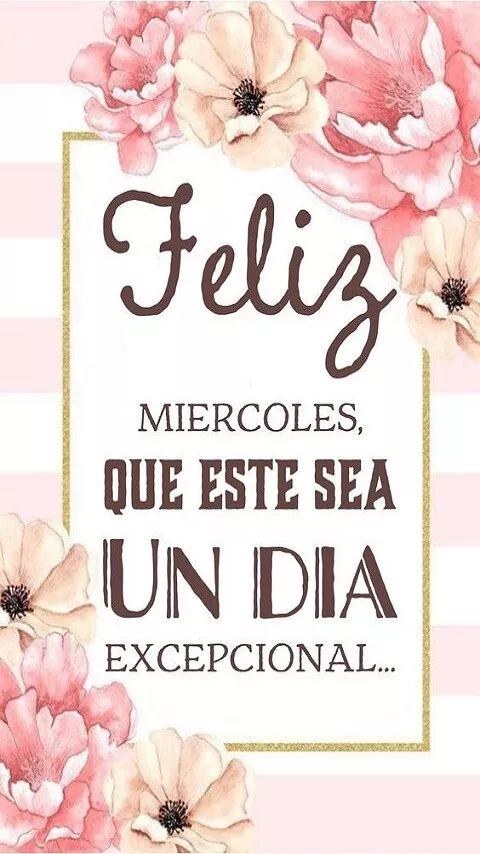 Feliz
MIERCOLES,
QUE ESTE SEA
UN DIA
EXCEPCIONAL...